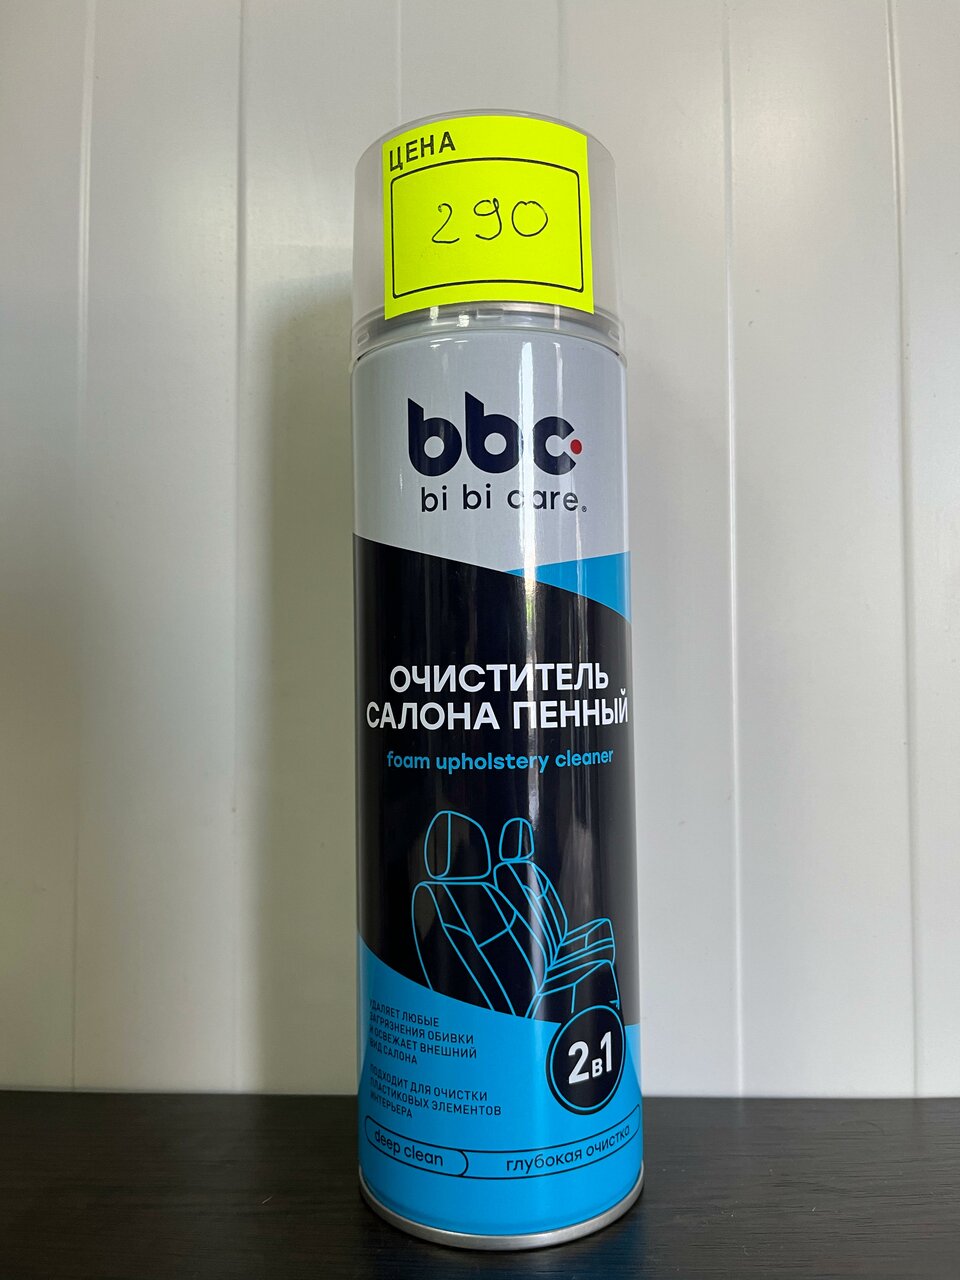 ЦЕНА
290
bbc
bi bi care®
ОЧИСТИТЕЛЬ
САЛОНА ПЕННЫЙ
foam upholstery cleaner
УДАЛЯЕТ ЛЮБЫЕ
ЗАГРЯЗНЕНИЯ ОБИВКИ
И ОСВЕЖАЕТ ВНЕШНИЙ
ВИД САЛОНА
ПОДХОДИТ ДЛЯ ОЧИСТКИ
ПЛАСТИКОВЫХ ЭЛЕМЕНТОВ
ИНТЕРЬЕРА
2в1
deep clean
глубокая очистка